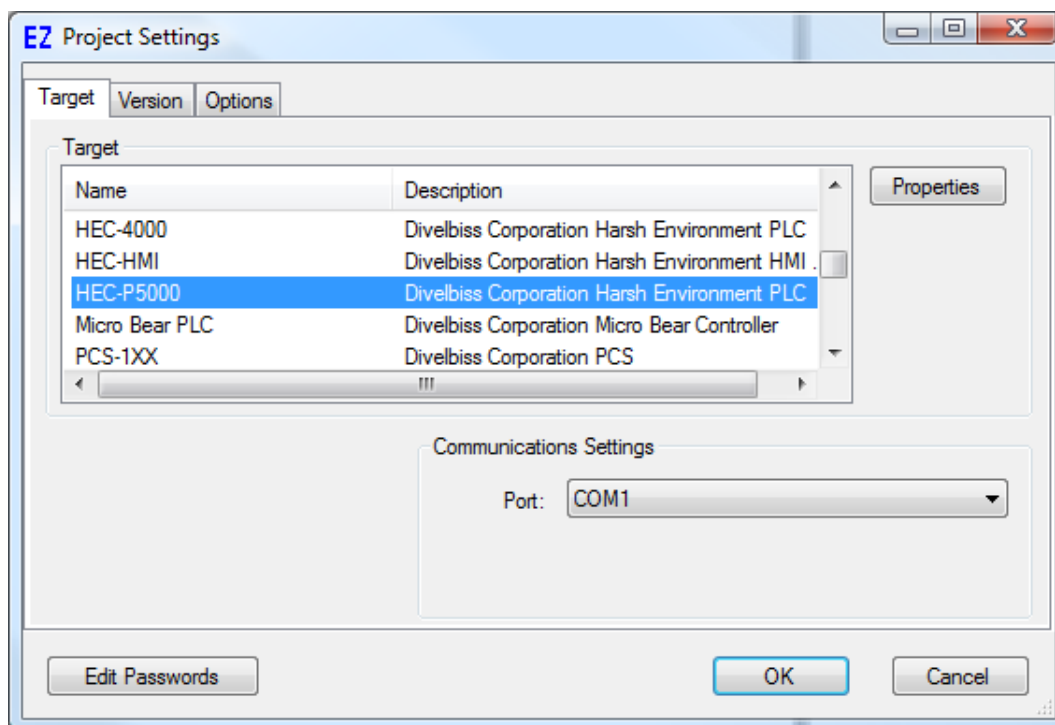 EZ Project Settings
Target Version Options
Target
Name Description
HEC-4000 Divelbiss Corporation Harsh Environment PLC
HEC-HMI Divelbiss Corporation Harsh Environment HMI .
HEC-P5000 Divelbiss Corporation Harsh Environment PLC
Micro Bear PLC Divelbiss Corporation Micro Bear Controller
PCS-1XX Divelbiss Corporation PCS
Properties
Communications Settings
Port: COM1
Edit Passwords OK Cancel